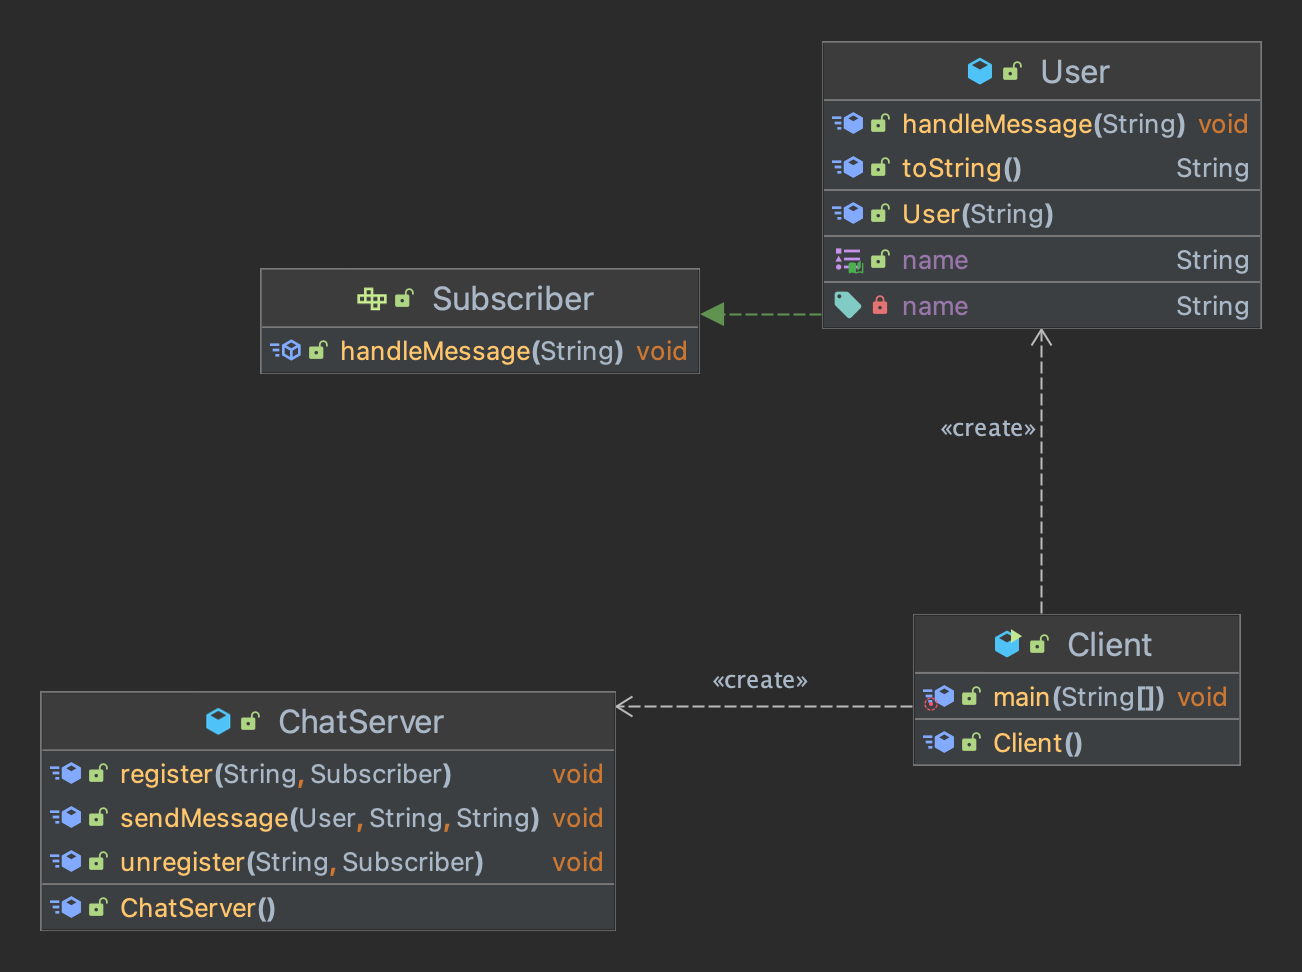 User
handleMessage(String) void
toString() String
User(String)
name String
name String
Subscriber
handleMessage(String) void
«create»
Client
main(String[]) void
Client()
«create»
ChatServer
register(String, Subscriber) void
sendMessage(User, String, String) void
unregister(String, Subscriber) void
ChatServer()